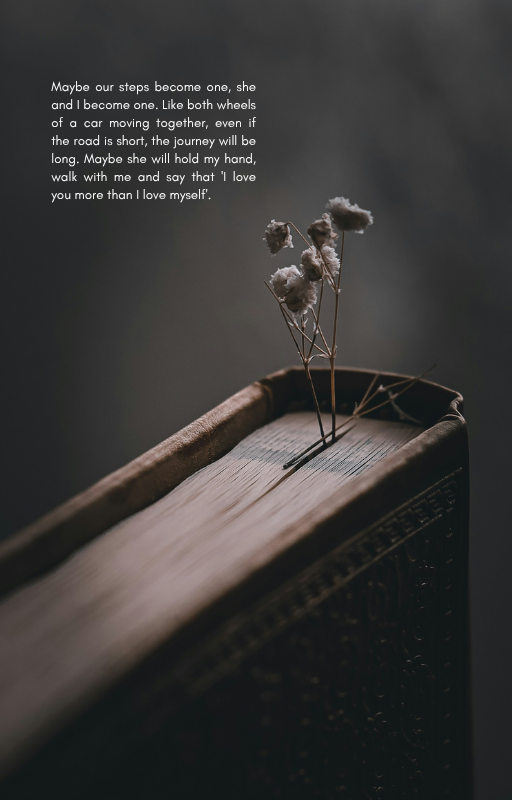 Maybe our steps become one, she
and I become one. Like both wheels
of a car moving together, even if
the road is short, the journey will be
long. Maybe she will hold my hand,
walk with me and say that 'I love
you more than I love myself'.